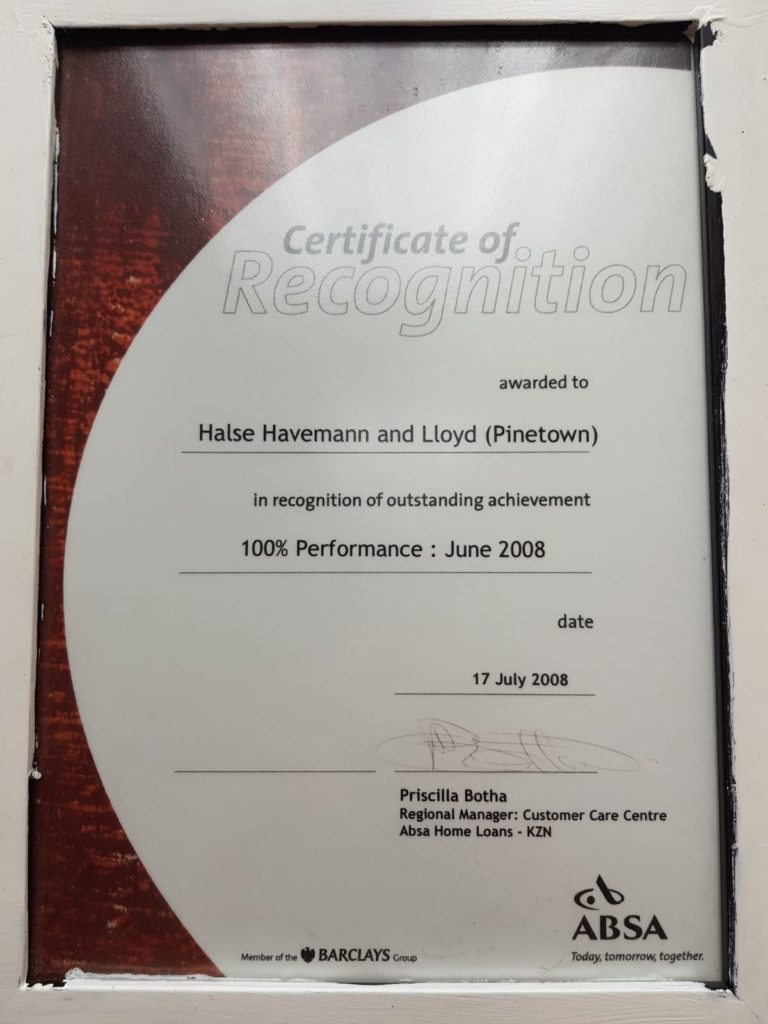 Certificate of
Recognition
awarded to
Halse Havemann and Lloyd (Pinetown)
in recognition of outstanding achievement
100% Performance : June 2008
date
17 July 2008
Priscilla Botha
Regional Manager: Customer Care Centre
Absa Home Loans - KZN
ABSA
Today, tomorrow, together.
Member of the BARCLAYS Group